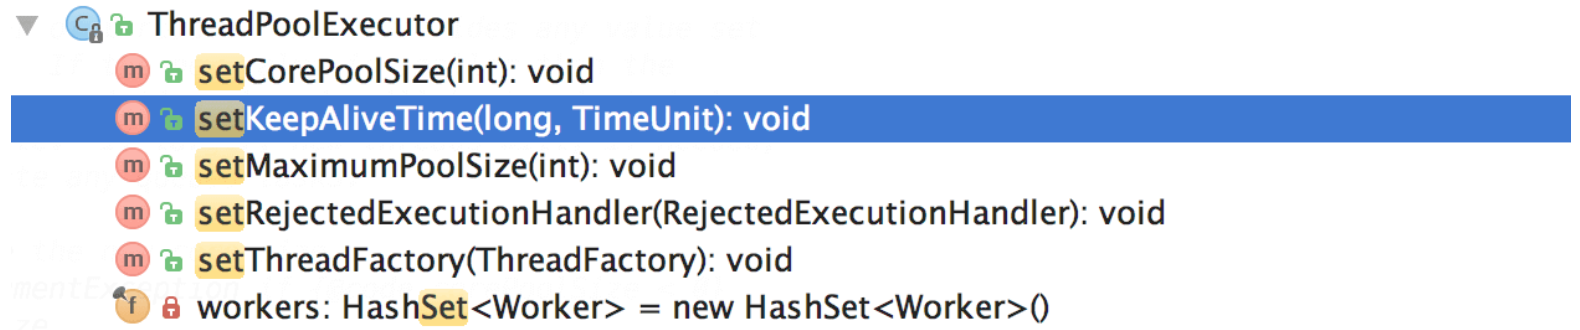 ThreadPoolExecutor
setCorePoolSize(int): void
setKeepAliveTime(long, TimeUnit): void
setMaximumPoolSize(int): void
setRejectedExecutionHandler(RejectedExecutionHandler): void
setThreadFactory(ThreadFactory): void
workers: HashSet<Worker> = new HashSet<Worker>()